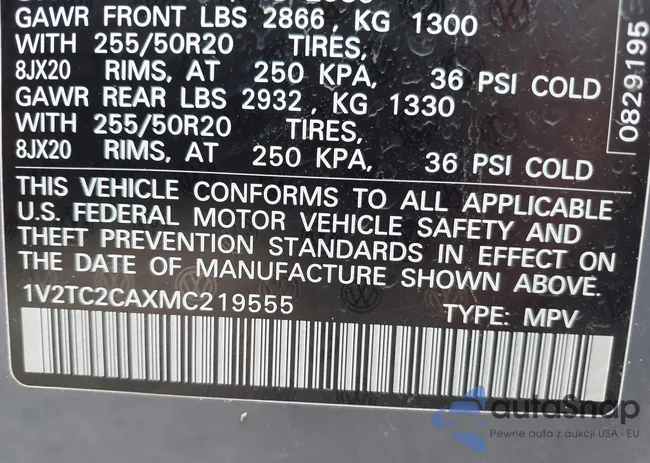 GAWR FRONT LBS 2866, KG 1300
WITH 255/50R20 TIRES,
8JX20 RIMS, AT 250 KPA, 36 PSI COLD
GAWR REAR LBS 2932, KG 1330
WITH 255/50R20 TIRES,
8JX20 RIMS, AT 250 KPA, 36 PSI COLD
0829195
THIS VEHICLE CONFORMS TO ALL APPLICABLE
U.S. FEDERAL MOTOR VEHICLE SAFETY AND
THEFT PREVENTION STANDARDS IN EFFECT ON
THE DATE OF MANUFACTURE SHOWN ABOVE.
1V2TC2CAXMC219555 TYPE: MPV
autoSnap
Pewne auta z aukcji USA i EU